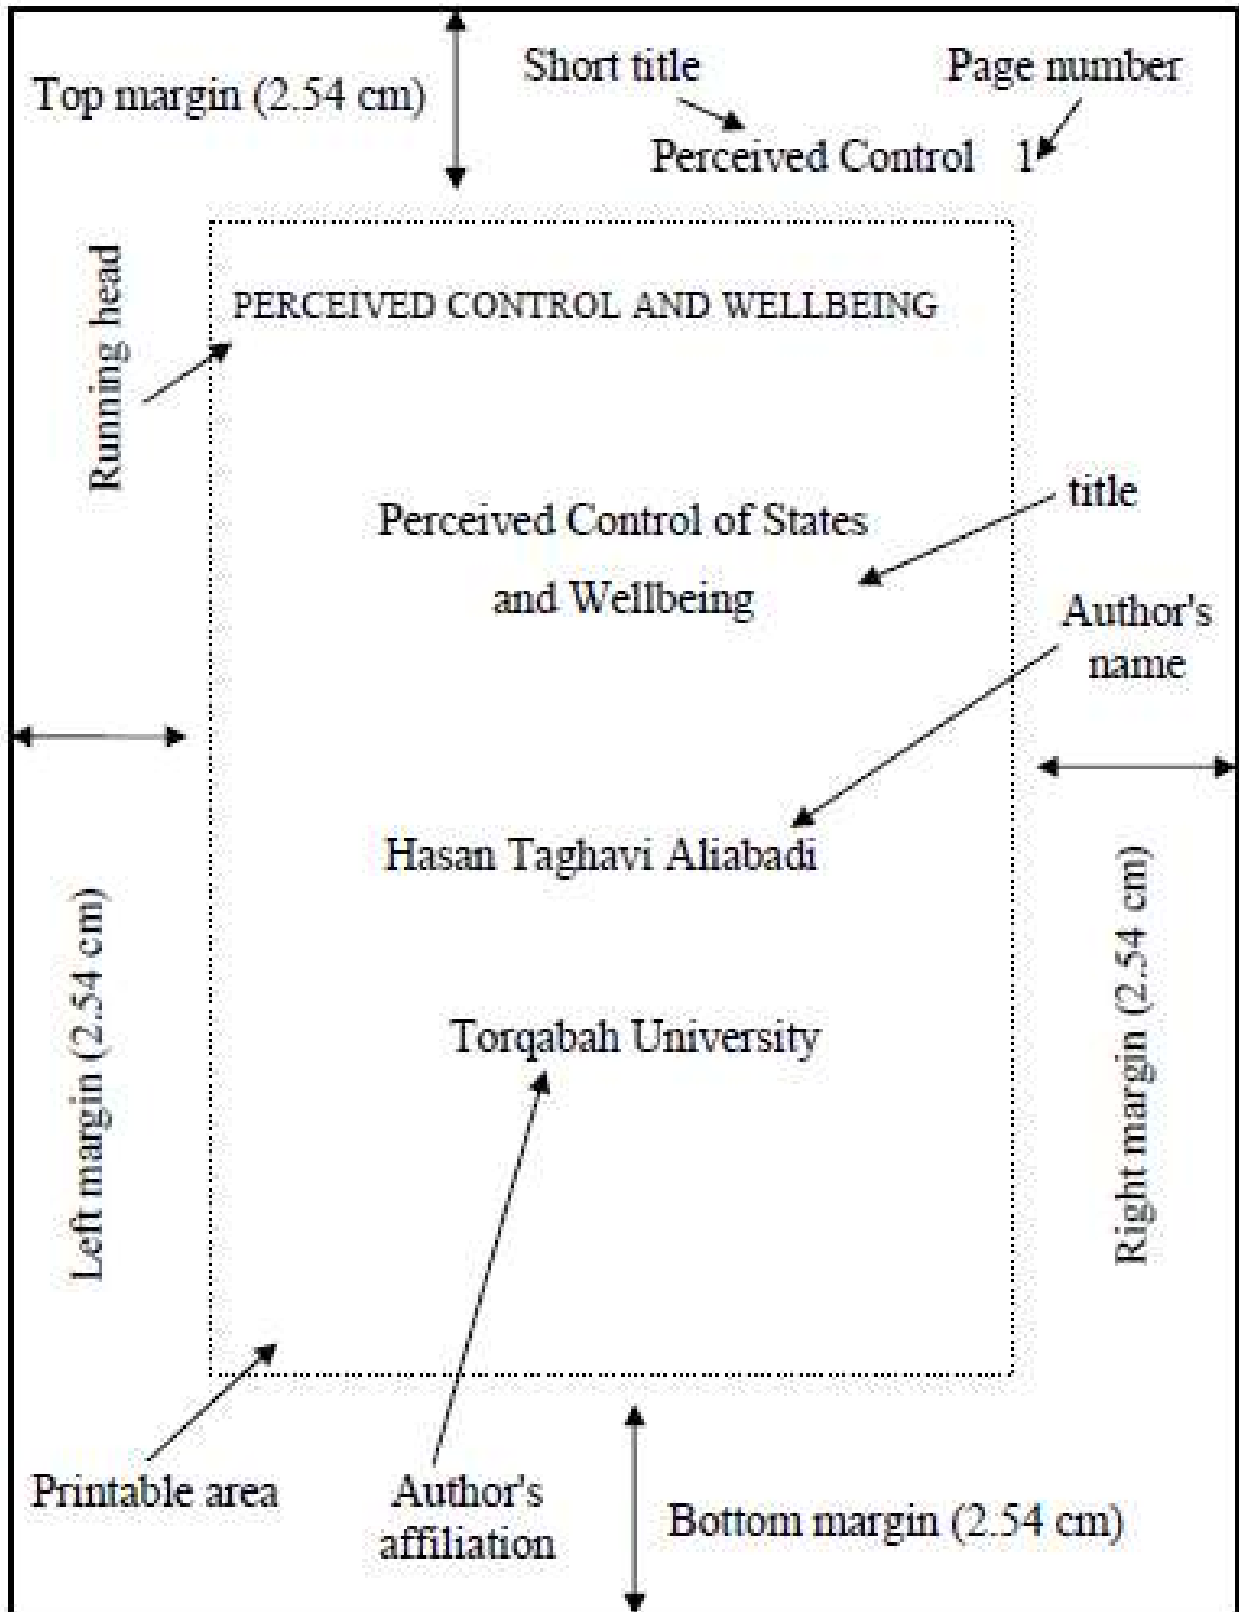 Top margin (2.54 cm)
Short title
Page number
Perceived Control 1
Running head
PERCEIVED CONTROL AND WELLBEING
title
Perceived Control of States
and Wellbeing
Author's
name
Hasan Taghavi Aliabadi
Left margin (2.54 cm)
Right margin (2.54 cm)
Torqabah University
Printable area
Author's
affiliation
Bottom margin (2.54 cm)